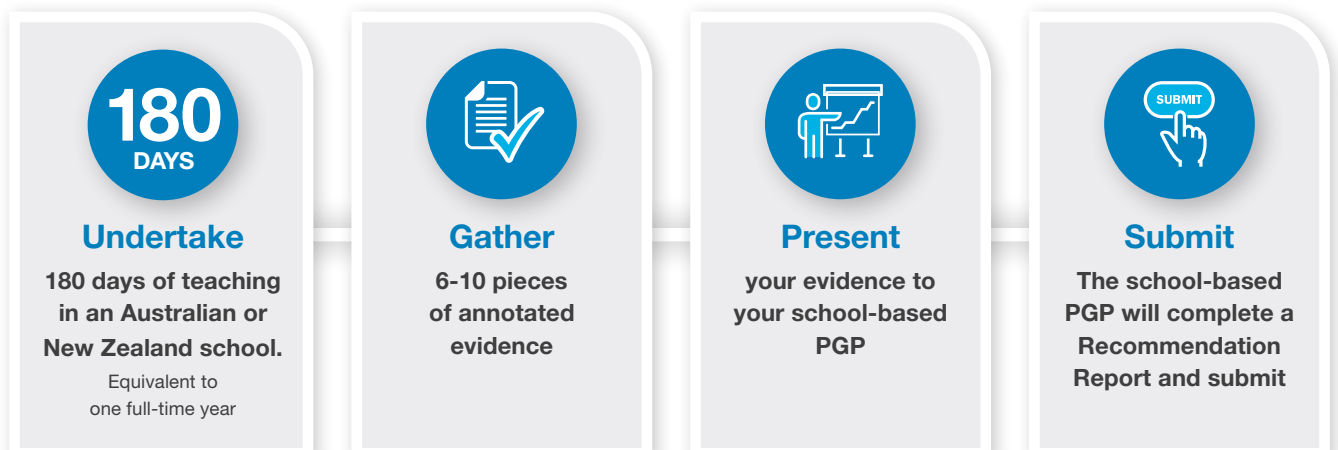 180
DAYS
Undertake
180 days of teaching
in an Australian or
New Zealand school.
Equivalent to
one full-time year
Gather
6-10 pieces
of annotated
evidence
Present
your evidence to
your school-based
PGP
SUBMIT
Submit
The school-based
PGP will complete a
Recommendation
Report and submit